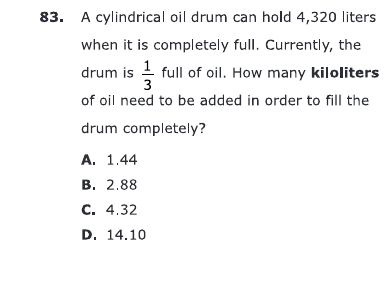 83. A cylindrical oil drum can hold 4,320 liters
when it is completely full. Currently, the
drum is 1/3 full of oil. How many kiloliters
of oil need to be added in order to fill the
drum completely?
A. 1.44
B. 2.88
C. 4.32
D. 14.10